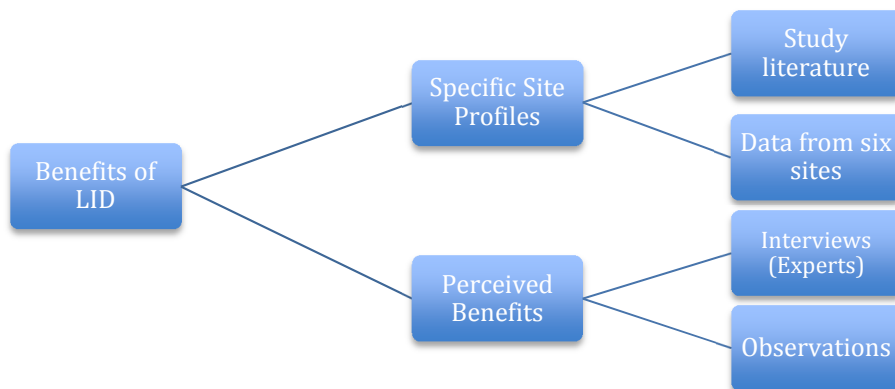 Benefits of
LID
Specific Site
Profiles
Study
literature
Data from six
sites
Perceived
Benefits
Interviews
(Experts)
Observations